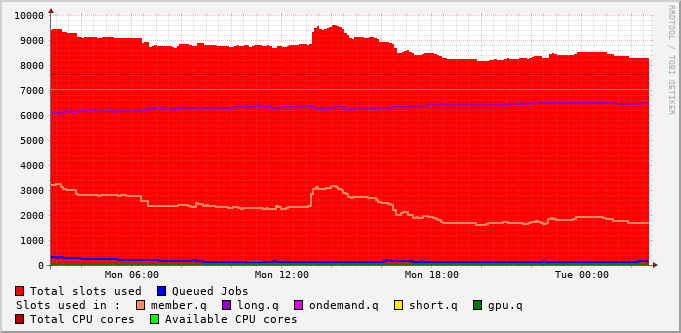 10000
9000
8000
7000
6000
5000
4000
3000
2000
1000
0
Mon 06:00 Mon 12:00 Mon 18:00 Tue 00:00
RRDTOOL / TOBI OETIKER
Total slots used Queued Jobs
Slots used in : member.q long.q ondemand.q short.q gpu.q
Total CPU cores Available CPU cores